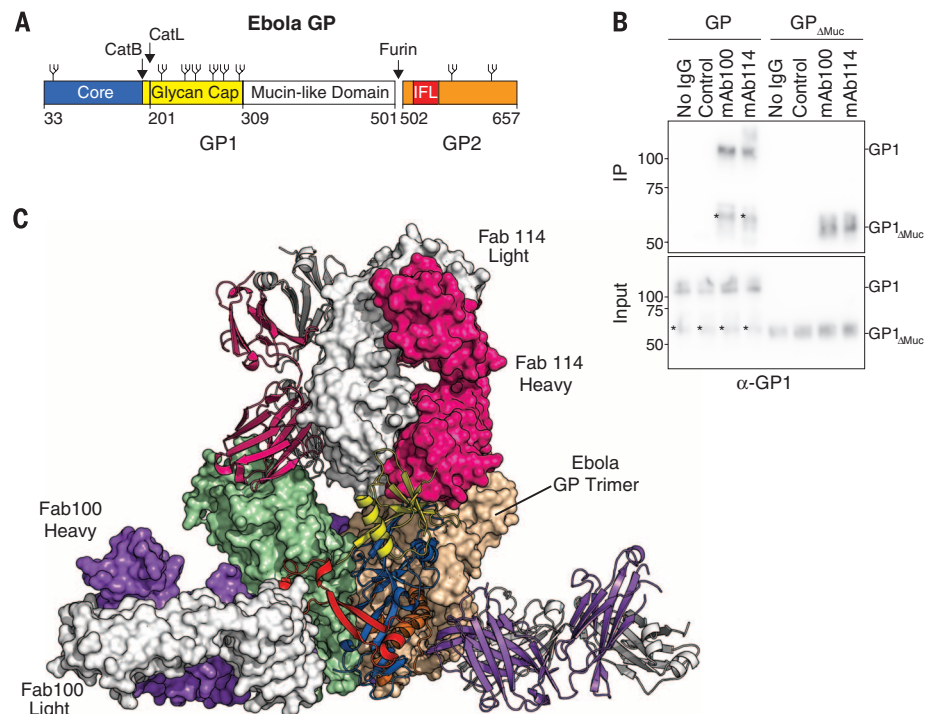 A
Ebola GP
CatB
CatL
Furin
Core
Glycan Cap
Mucin-like Domain
IFL
33
201
309
501
502
657
GP1
GP2
B
GP
GPΔMuc
No IgG
Control
mAb100
mAb114
No IgG
Control
mAb100
mAb114
IP
100
75
50
*
*
GP1
GP1ΔMuc
Input
100
75
50
*
*
*
*
GP1
GP1ΔMuc
α-GP1
C
Fab 114
Light
Fab 114
Heavy
Ebola
GP Trimer
Fab100
Heavy
Fab100
Light